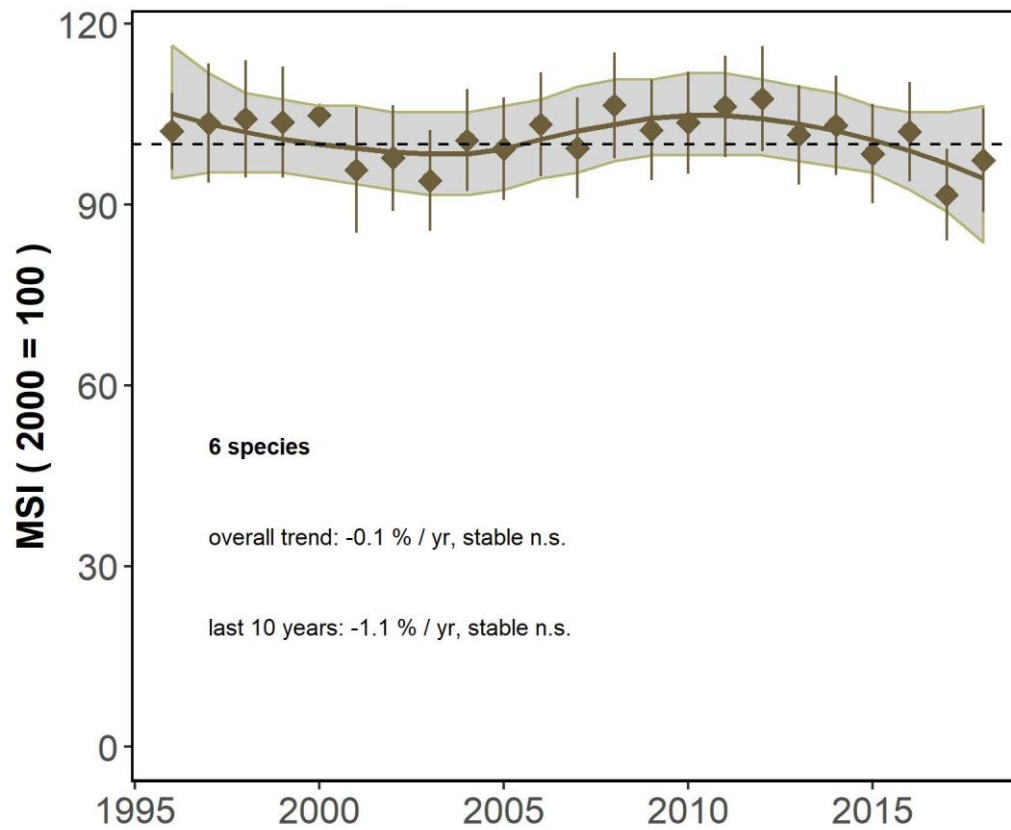 MSI ( 2000 = 100 )
120
90
60
30
0
6 species
overall trend: -0.1 % / yr, stable n.s.
last 10 years: -1.1 % / yr, stable n.s.
1995 2000 2005 2010 2015